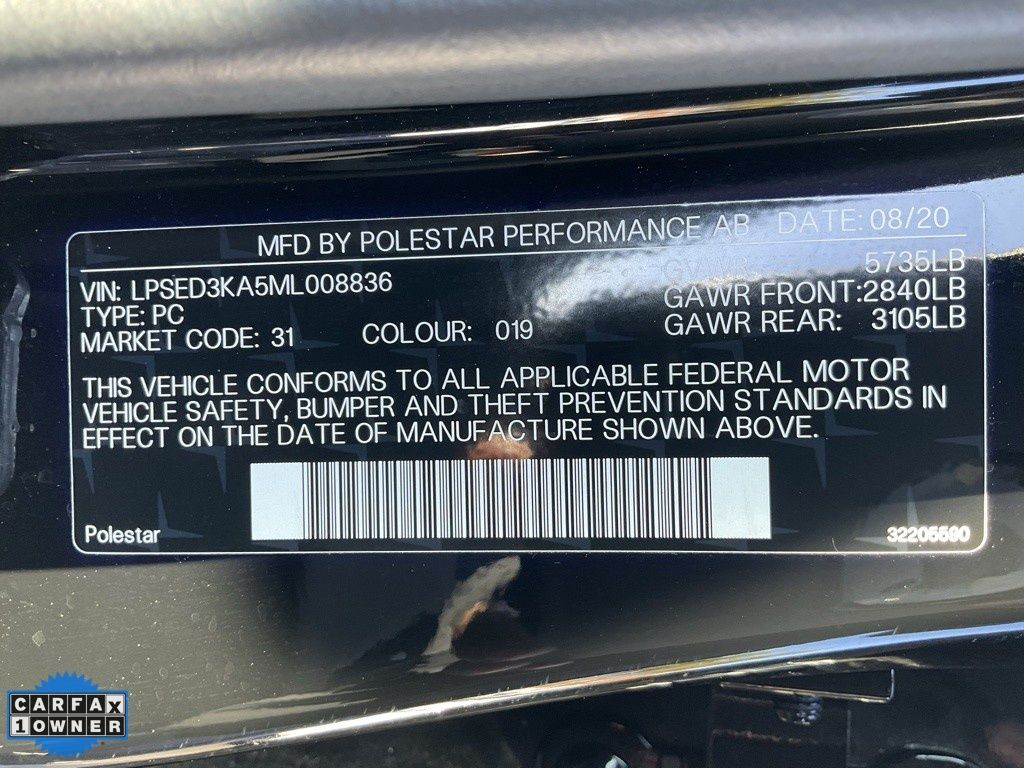 MFD BY POLESTAR PERFORMANCE AB DATE: 08/20
VIN: LPSED3KA5ML008836 5735LB
TYPE: PC GAWR FRONT:2840LB
MARKET CODE: 31 COLOUR: 019 GAWR REAR: 3105LB
THIS VEHICLE CONFORMS TO ALL APPLICABLE FEDERAL MOTOR
VEHICLE SAFETY, BUMPER AND THEFT PREVENTION STANDARDS IN
EFFECT ON THE DATE OF MANUFACTURE SHOWN ABOVE.
Polestar 32205590
CARFAX
1 OWNER